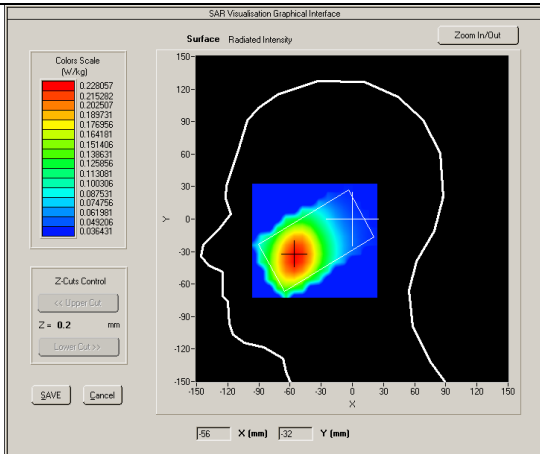 SAR Visualisation Graphical Interface
Surface Radiated Intensity
Zoom In/Out
Colors Scale
(W/kg)
0.228057
0.215282
0.202507
0.189731
0.176956
0.164181
0.151406
0.138631
0.125856
0.113081
0.100306
0.087531
0.074756
0.061981
0.049206
0.036431
Z-Cuts Control
<< Upper Cut
Z = 0.2 mm
Lower Cut >>
SAVE Cancel
150-
120-
90-
60-
30-
0-
-30-
-60-
-90-
-120-
-150-
Y
-150 -120 -90 -60 -30 0 30 60 90 120 150
X
-56 X (mm) -32 Y (mm)